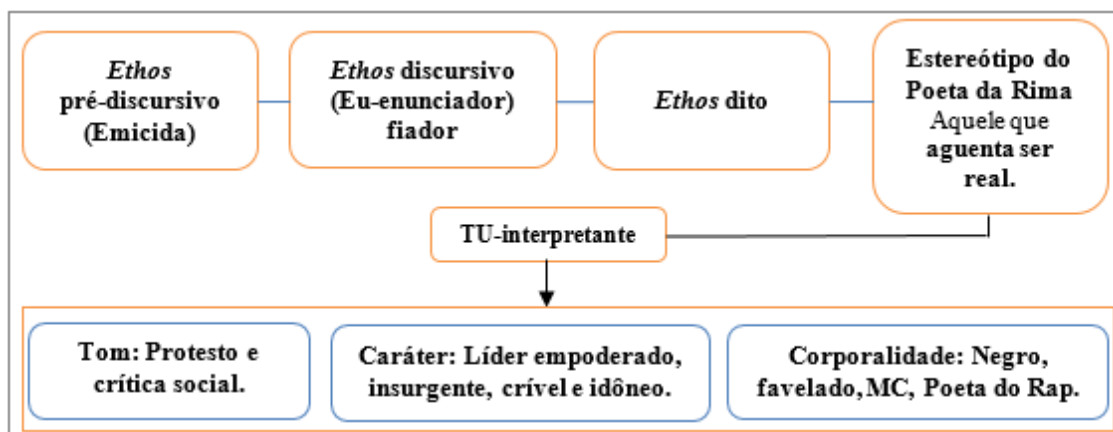 Ethos
pré-discursivo
(Emicida)
Ethos discursivo
(Eu-enunciador)
fiador
Ethos dito
Estereótipo do
Poeta da Rima
Aquele que
aguenta ser
real.
TU-interpretante
Tom: Protesto e
crítica social.
Caráter: Líder empoderado,
insurgente, crível e idôneo.
Corporalidade: Negro,
favelado, MC, Poeta do Rap.